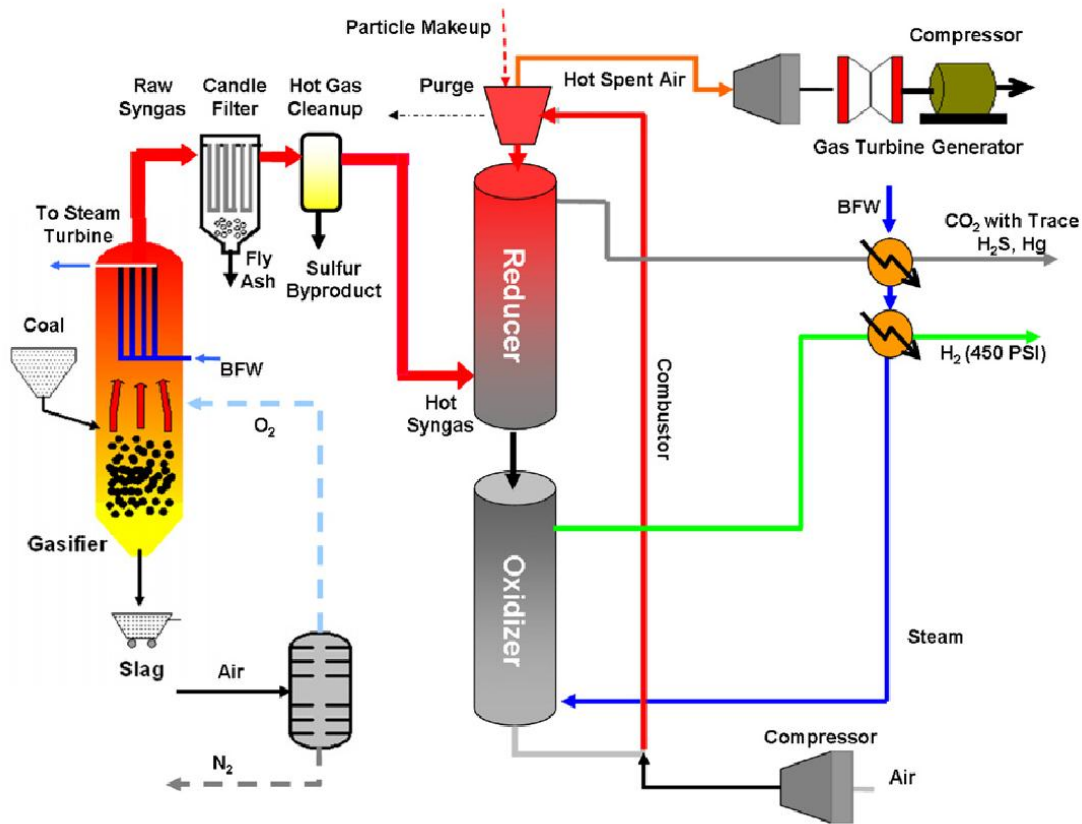 Particle Makeup
Compressor
Raw
Syngas
Candle
Filter
Hot Gas
Cleanup
Purge
Hot Spent Air
Gas Turbine Generator
To Steam
Turbine
Fly
Ash
Sulfur
Byproduct
BFW
CO2 with Trace
H2S, Hg
Reducer
Coal
BFW
H2 (450 PSI)
Hot
Syngas
Combustor
O2
Gasifier
Oxidizer
Slag
Air
Steam
N2
Compressor
Air